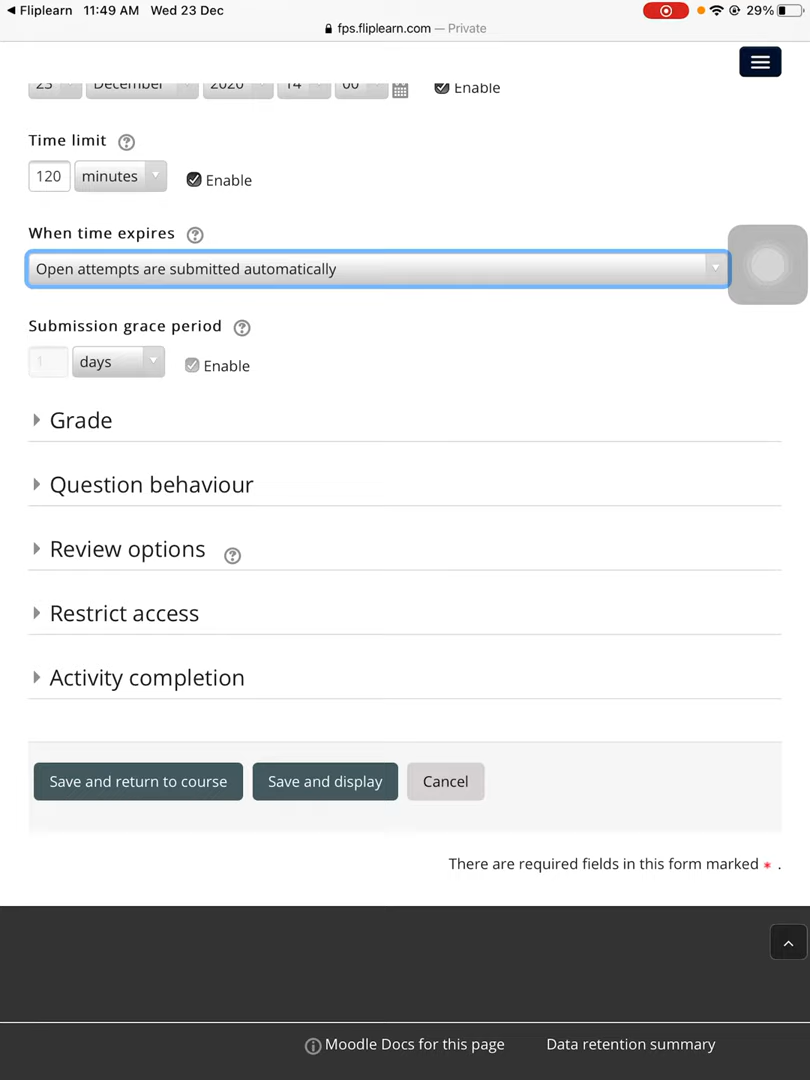 Fliplearn 11:49 AM Wed 23 Dec 29%
fps.fliplearn.com — Private
23 December 2020 14 00 Enable
Time limit
120 minutes Enable
When time expires
Open attempts are submitted automatically
Submission grace period
1 days Enable
Grade
Question behaviour
Review options
Restrict access
Activity completion
Save and return to course Save and display Cancel
There are required fields in this form marked * .
Moodle Docs for this page Data retention summary